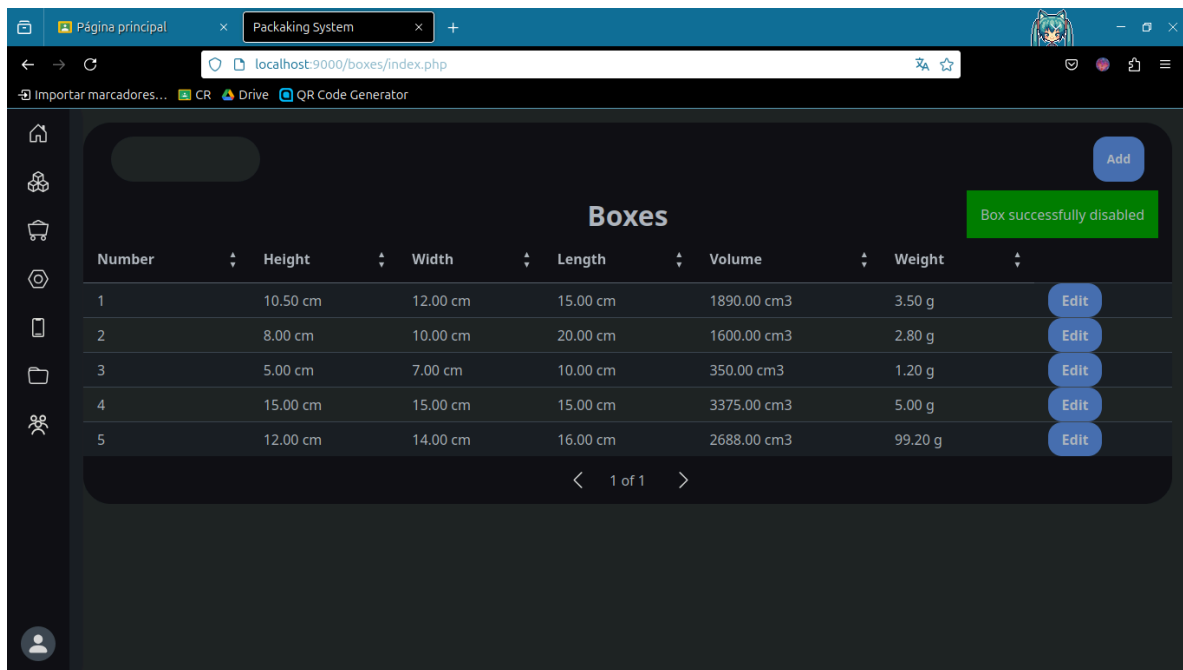 Página principal
Packaking System
localhost:9000/boxes/index.php
Importar marcadores... CR Drive QR Code Generator
Add
Boxes
Box successfully disabled
Number Height Width Length Volume Weight
1 10.50 cm 12.00 cm 15.00 cm 1890.00 cm3 3.50 g Edit
2 8.00 cm 10.00 cm 20.00 cm 1600.00 cm3 2.80 g Edit
3 5.00 cm 7.00 cm 10.00 cm 350.00 cm3 1.20 g Edit
4 15.00 cm 15.00 cm 15.00 cm 3375.00 cm3 5.00 g Edit
5 12.00 cm 14.00 cm 16.00 cm 2688.00 cm3 99.20 g Edit
1 of 1